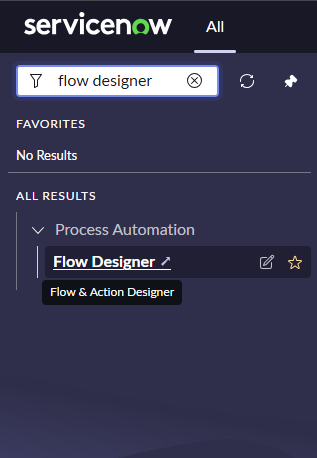 servicenow
All
flow designer
FAVORITES
No Results
ALL RESULTS
Process Automation
Flow Designer
Flow & Action Designer